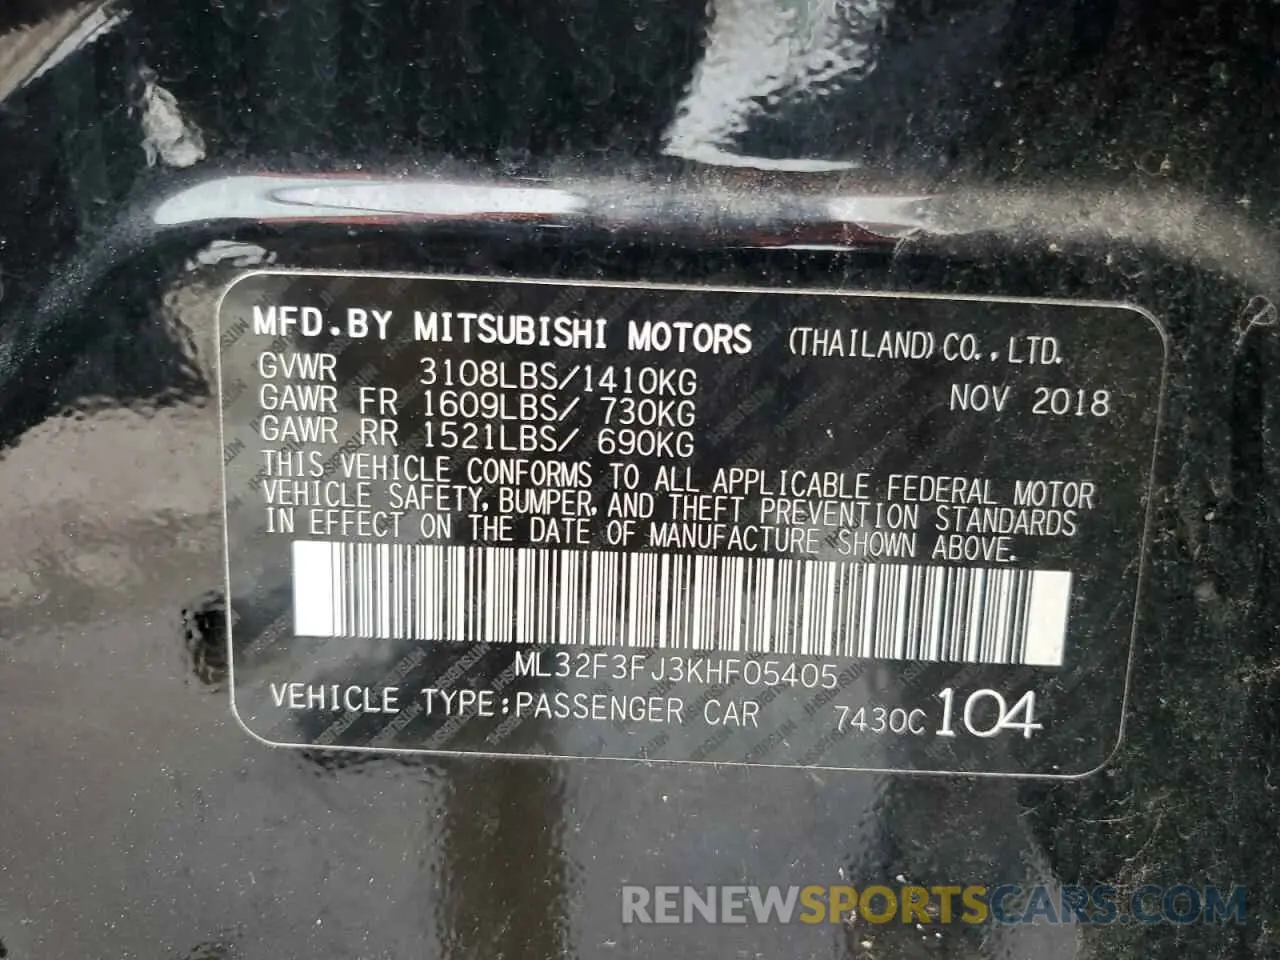 MFD.BY MITSUBISHI MOTORS (THAILAND) CO., LTD.
GVWR 3108LBS/1410KG NOV 2018
GAWR FR 1609LBS/ 730KG
GAWR RR 1521LBS/ 690KG
THIS VEHICLE CONFORMS TO ALL APPLICABLE FEDERAL MOTOR
VEHICLE SAFETY, BUMPER, AND THEFT PREVENTION STANDARDS
IN EFFECT ON THE DATE OF MANUFACTURE SHOWN ABOVE.
ML32F3FJ3KHF05405
VEHICLE TYPE:PASSENGER CAR 7430C 104
RENEWSPORTSCARS.COM